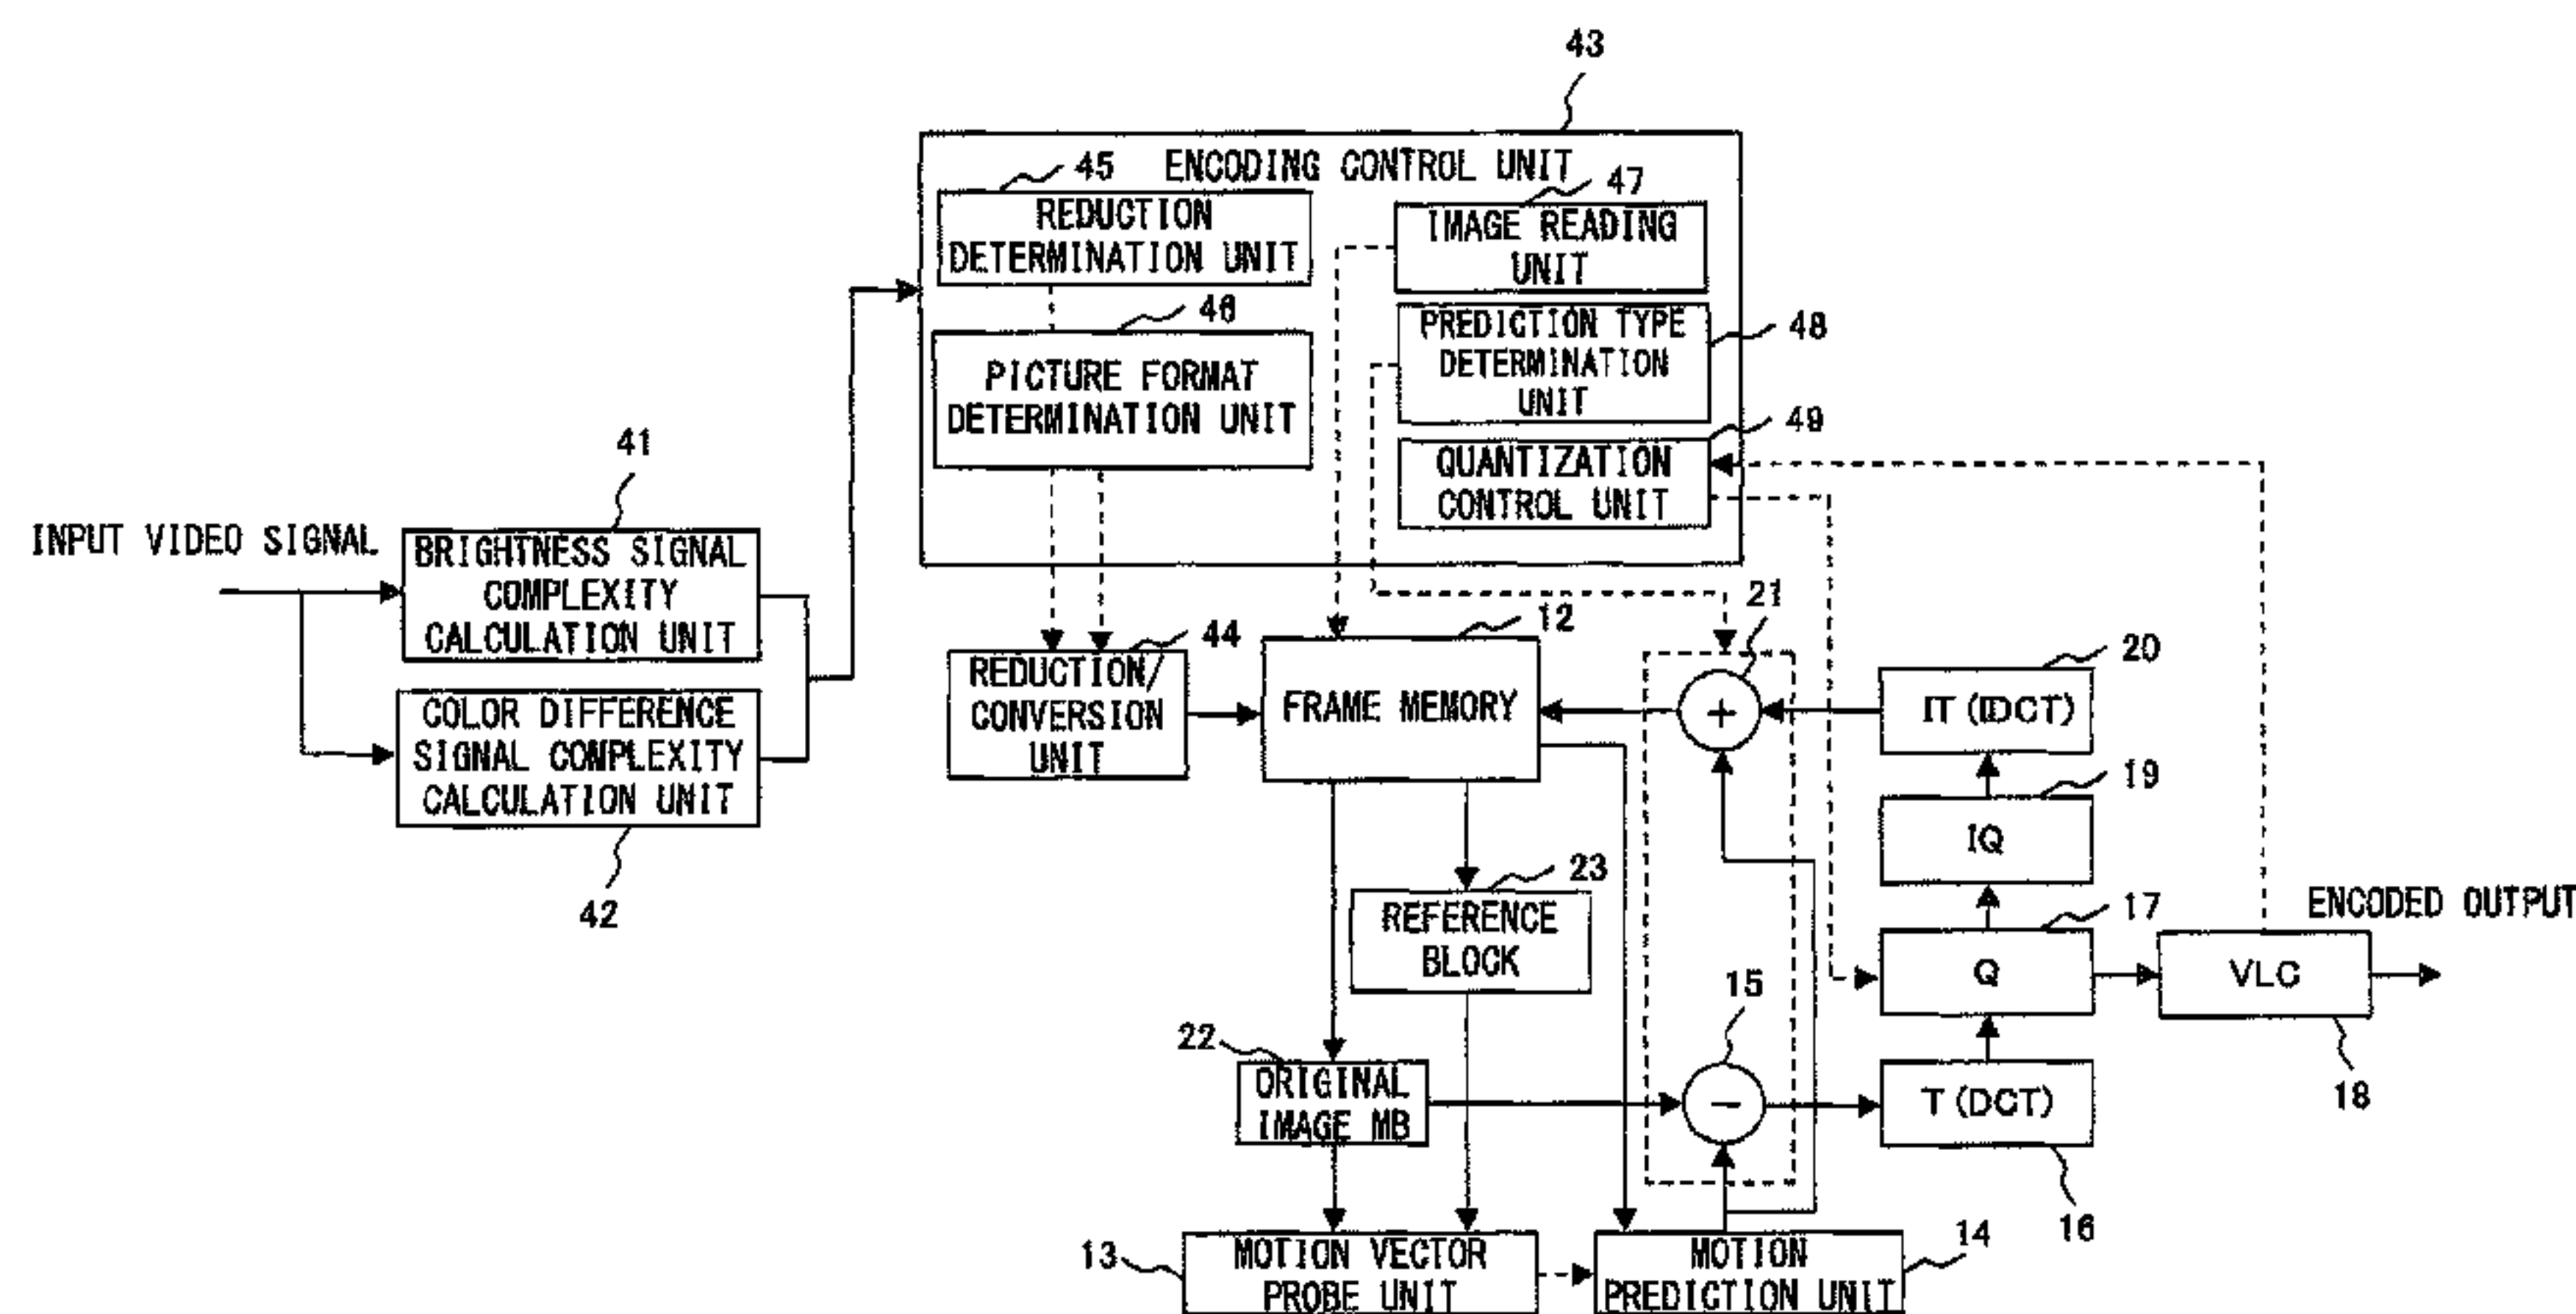 43
ENCODING CONTROL UNIT
45
REDUCTION
DETERMINATION UNIT
46
PICTURE FORMAT
DETERMINATION UNIT
47
IMAGE READING
UNIT
PREDICTION TYPE
DETERMINATION
UNIT
48
49
QUANTIZATION
CONTROL UNIT
INPUT VIDEO SIGNAL
41
BRIGHTNESS SIGNAL
COMPLEXITY
CALCULATION UNIT
COLOR DIFFERENCE
SIGNAL COMPLEXITY
CALCULATION UNIT
42
44
REDUCTION/
CONVERSION
UNIT
12
FRAME MEMORY
21
+
20
IT (IDCT)
19
IQ
23
REFERENCE
BLOCK
17
Q
ENCODED OUTPUT
VLC
18
22
ORIGINAL
IMAGE MB
15
−
T (DCT)
16
13
MOTION VECTOR
PROBE UNIT
MOTION
PREDICTION UNIT
14